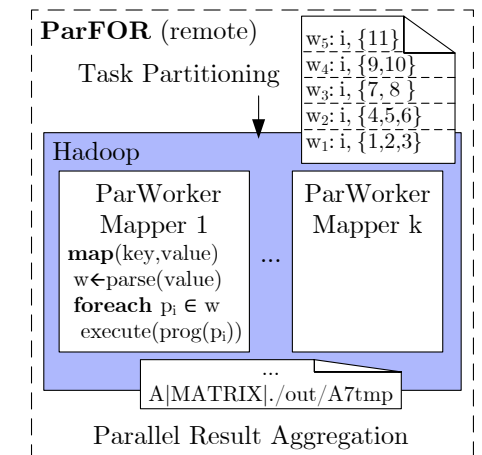 ParFOR (remote)
Task Partitioning
w₅: i, {11}
w₄: i, {9,10}
w₃: i, {7, 8 }
w₂: i, {4,5,6}
w₁: i, {1,2,3}
Hadoop
ParWorker
Mapper 1
map(key,value)
w←parse(value)
foreach pᵢ ∈ w
execute(prog(pᵢ))
...
ParWorker
Mapper k
...
A|MATRIX|./out/A7tmp
Parallel Result Aggregation